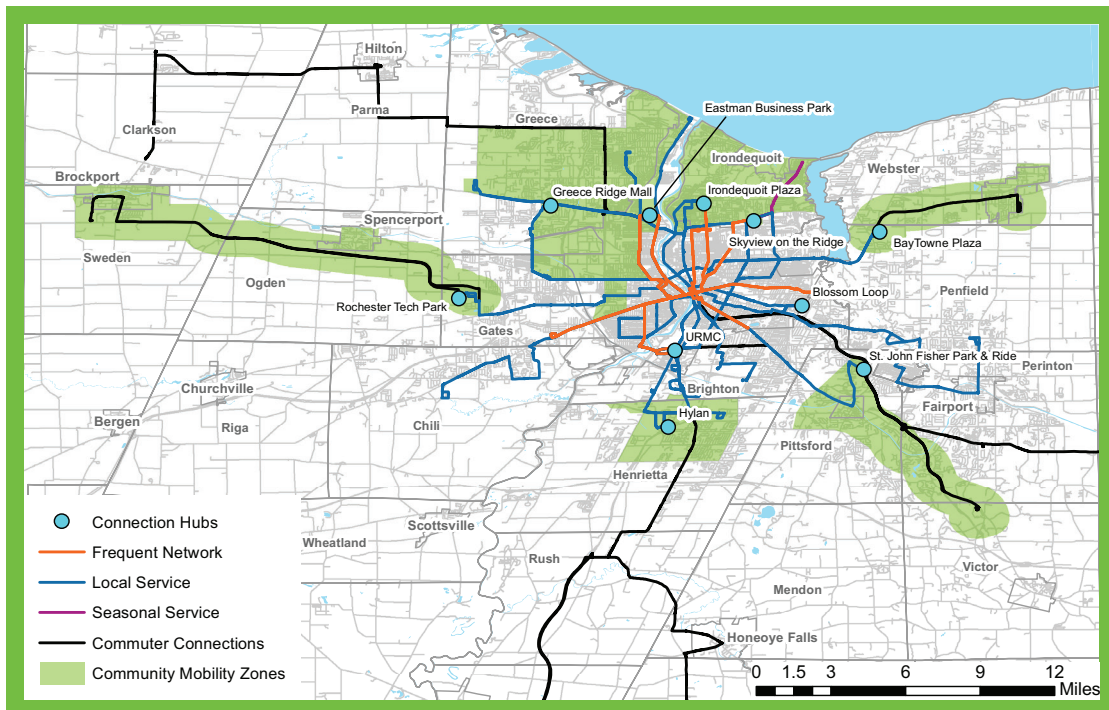 Hilton
Eastman Business Park
Parma
Greece
Clarkson
Irondequoit
Webster
Brockport
Greece Ridge Mall
Irondequoit Plaza
Spencerport
Skyview on the Ridge
BayTowne Plaza
Sweden
Ogden
Rochester Tech Park
Blossom Loop
Penfield
Gates
URMC
St. John Fisher Park & Ride
Perinton
Churchville
Brighton
Fairport
Bergen
Riga
Chili
Hylan
Pittsford
Henrietta
Scottsville
Wheatland
Rush
Victor
Mendon
Honeoye Falls
Connection Hubs
Frequent Network
Local Service
Seasonal Service
Commuter Connections
Community Mobility Zones
0 1.5 3 6 9 12
Miles